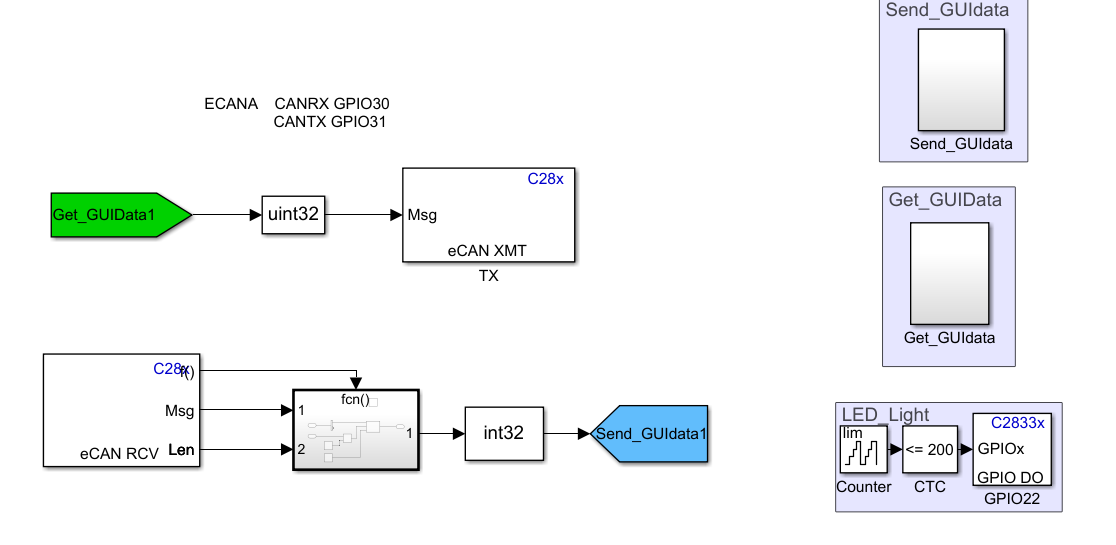 Send_GUIdata
Send_GUIdata
ECANA CANRX GPIO30
CANTX GPIO31
C28x
Get_GUIData1
uint32
Msg
eCAN XMT
TX
Get_GUIData
Get_GUIdata
C28x
f()
Msg
eCAN RCV Len
fcn()
1
2
1
int32
Send_GUIdata1
LED_Light
lim
Counter
<= 200
CTC
C2833x
GPIOx
GPIO DO
GPIO22